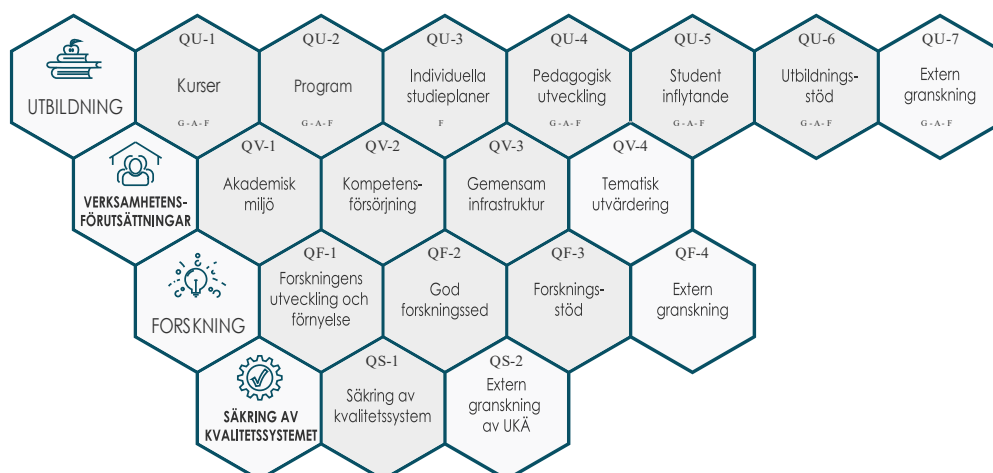 UTBILDNING
QU-1
Kurser
G - A - F
QU-2
Program
G - A - F
QU-3
Individuella
studieplaner
F
QU-4
Pedagogisk
utveckling
G - A - F
QU-5
Student
inflytande
G - A - F
QU-6
Utbildnings-
stöd
G - A - F
QU-7
Extern
granskning
G - A - F
VERKSAMHETENS-
FÖRUTSÄTTNINGAR
QV-1
Akademisk
miljö
QV-2
Kompetens-
försörjning
QV-3
Gemensam
infrastruktur
QV-4
Tematisk
utvärdering
FORSKNING
QF-1
Forskningens
utveckling och
förnyelse
QF-2
God
forskningssed
QF-3
Forsknings-
stöd
QF-4
Extern
granskning
SÄKRING AV
KVALITETSSYSTEMET
QS-1
Säkring av
kvalitetssystem
QS-2
Extern
granskning
av UKÄ